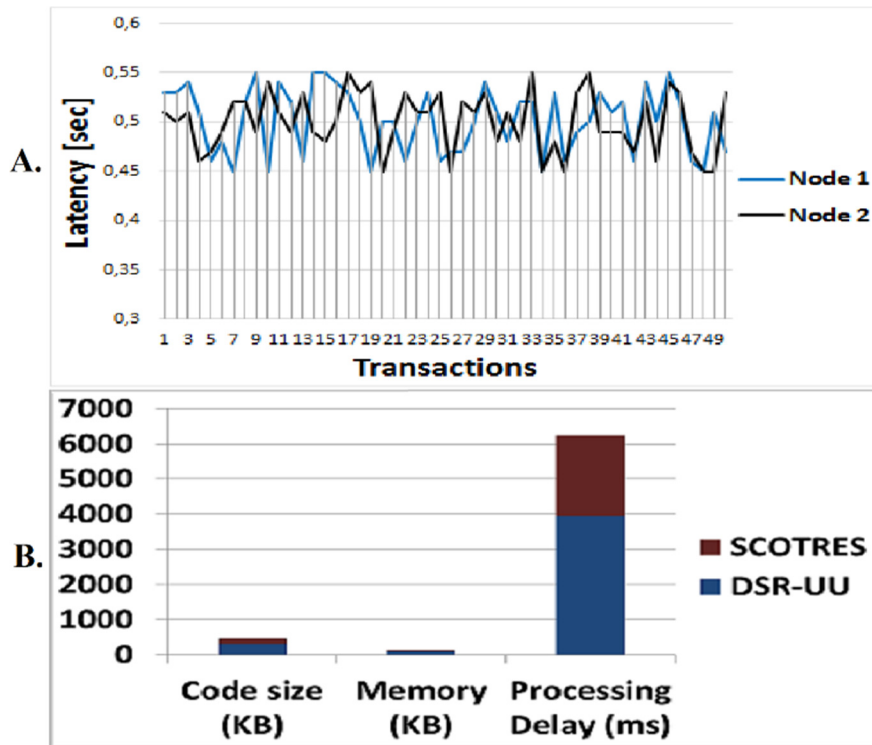 A.
Latency [sec]
0,6
0,55
0,5
0,45
0,4
0,35
0,3
1 3 5 7 9 11 13 15 17 19 21 23 25 27 29 31 33 35 37 39 41 43 45 47 49
Transactions
Node 1
Node 2
B.
7000
6000
5000
4000
3000
2000
1000
0
Code size
(KB)
Memory
(KB)
Processing
Delay (ms)
SCOTRES
DSR-UU